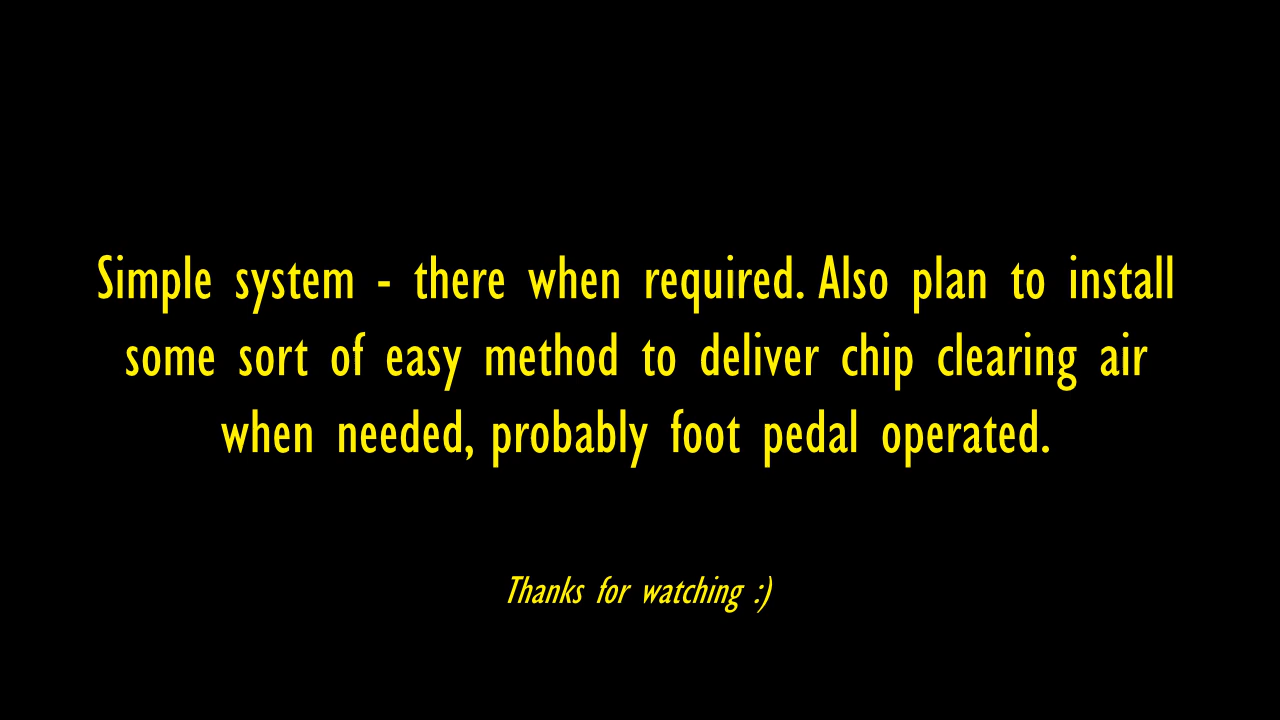 Simple system - there when required. Also plan to install
some sort of easy method to deliver chip clearing air
when needed, probably foot pedal operated.
Thanks for watching :)